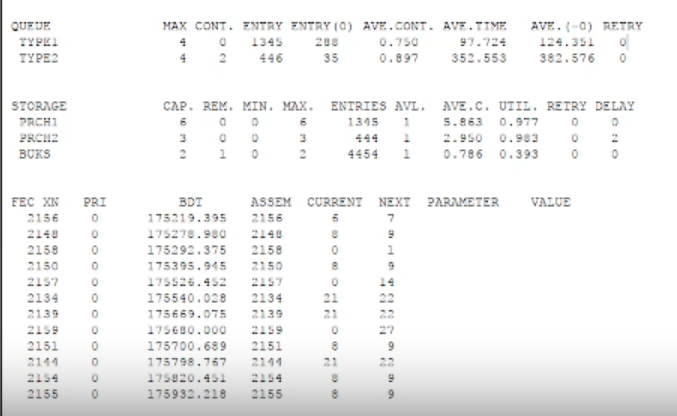 QUEUE MAX CONT. ENTRY ENTRY(0) AVE.CONT. AVE.TIME AVE.(-0) RETRY
TYPE1 4 0 1345 288 0.750 97.724 124.351 0
TYPE2 4 2 446 35 0.897 352.553 382.576 0
STORAGE CAP. REM. MIN. MAX. ENTRIES AVL. AVE.C. UTIL. RETRY DELAY
PRCH1 6 0 0 6 1345 1 5.863 0.977 0 0
PRCH2 3 0 0 3 444 1 2.950 0.983 0 2
BUKS 2 1 0 2 4454 1 0.786 0.393 0 0
FEC XN PRI BDT ASSEM CURRENT NEXT PARAMETER VALUE
2156 0 175219.395 2156 6 7
2148 0 175278.980 2148 8 9
2158 0 175292.375 2158 0 1
2150 0 175395.945 2150 8 9
2157 0 175526.452 2157 0 14
2134 0 175540.028 2134 21 22
2139 0 175669.075 2139 21 22
2159 0 175680.000 2159 0 27
2151 0 175700.689 2151 8 9
2144 0 175798.767 2144 21 22
2154 0 175820.451 2154 8 9
2155 0 175932.218 2155 8 9